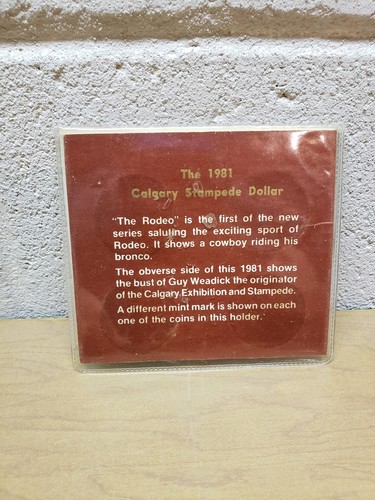 The 1981
Calgary Stampede Dollar
"The Rodeo" is the first of the new
series saluting the exciting sport of
Rodeo. It shows a cowboy riding his
bronco.
The obverse side of this 1981 shows
the bust of Guy Weadick the originator
of the Calgary Exhibition and Stampede.
A different mint mark is shown on each
one of the coins in this holder.